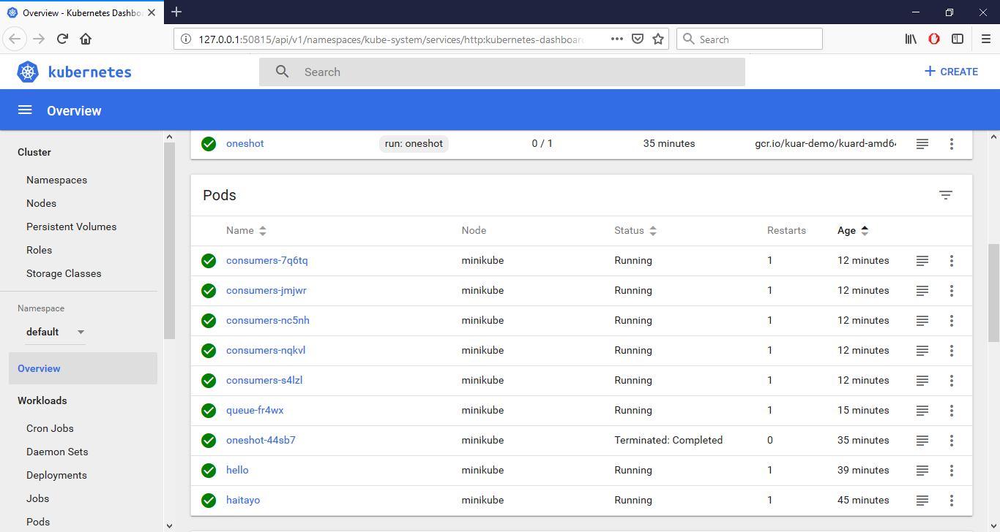 Overview - Kubernetes Dashbo
127.0.0.1:50815/api/v1/namespaces/kube-system/services/http:kubernetes-dashboard
Search
kubernetes
Search
+ CREATE
Overview
Cluster
Namespaces
Nodes
Persistent Volumes
Roles
Storage Classes
Namespace
default
Overview
Workloads
Cron Jobs
Daemon Sets
Deployments
Jobs
Pods
oneshot run: oneshot 0 / 1 35 minutes gcr.io/kuar-demo/kuard-amd64
Pods
Name Node Status Restarts Age
consumers-7q6tq minikube Running 1 12 minutes
consumers-jmjwr minikube Running 1 12 minutes
consumers-nc5nh minikube Running 1 12 minutes
consumers-nqkvl minikube Running 1 12 minutes
consumers-s4lzl minikube Running 1 12 minutes
queue-fr4wx minikube Running 1 15 minutes
oneshot-44sb7 minikube Terminated: Completed 0 35 minutes
hello minikube Running 1 39 minutes
haitayo minikube Running 1 45 minutes